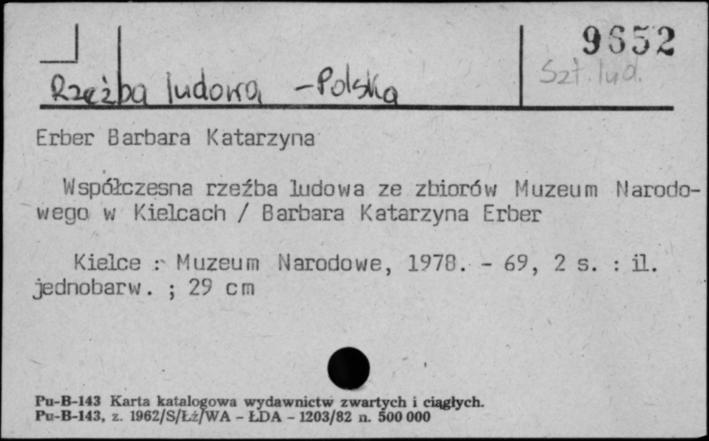 9652
Szt. lud.
Rzeźba ludowa - Polska
Erber Barbara Katarzyna
Współczesna rzeźba ludowa ze zbiorów Muzeum Narodo-
wego w Kielcach / Barbara Katarzyna Erber
Kielce : Muzeum Narodowe, 1978. - 69, 2 s. : il.
jednobarw. ; 29 cm
Pu-B-143 Karta katalogowa wydawnictw zwartych i ciągłych.
Pu-B-143, z. 1962/S/Łż/WA - ŁDA - 1203/82 n. 500 000